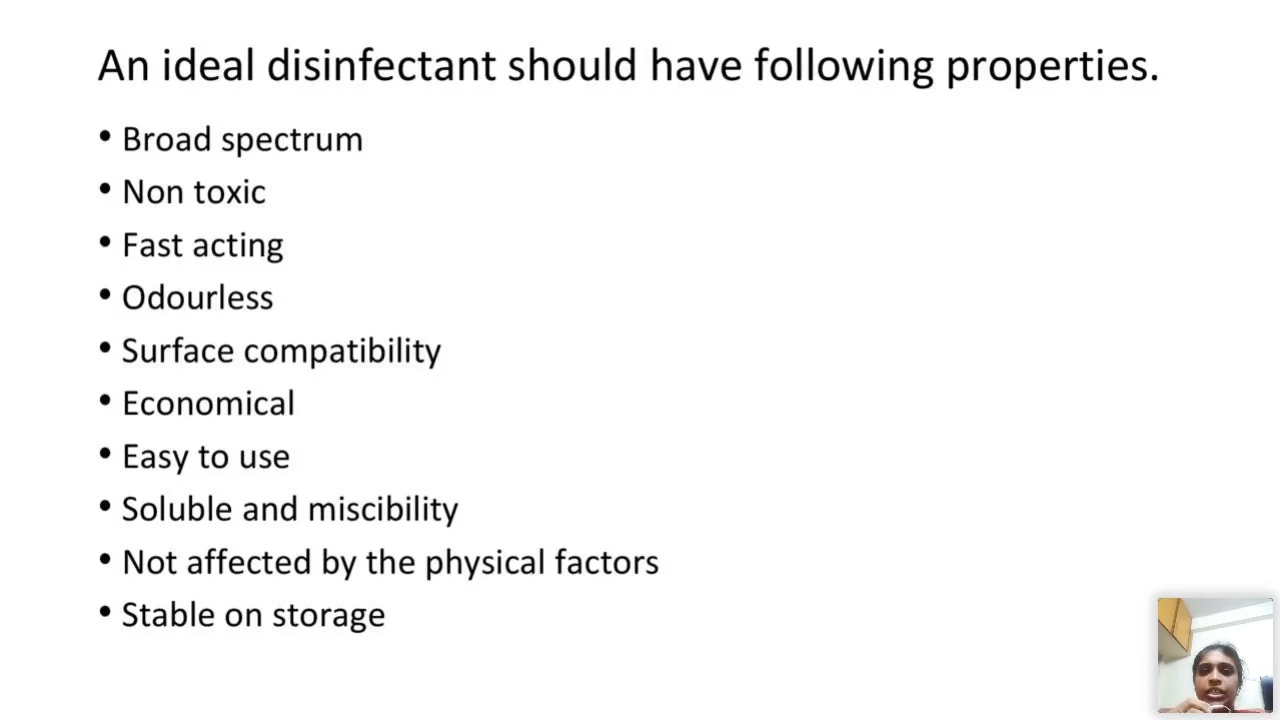 An ideal disinfectant should have following properties.
• Broad spectrum
• Non toxic
• Fast acting
• Odourless
• Surface compatibility
• Economical
• Easy to use
• Soluble and miscibility
• Not affected by the physical factors
• Stable on storage